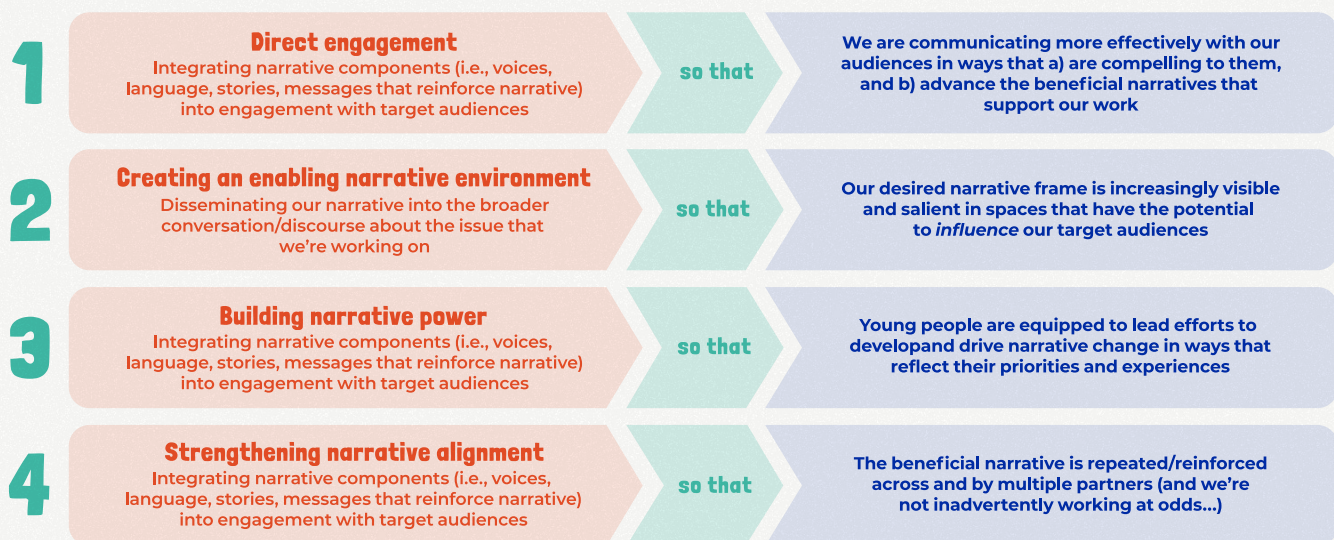 1
Direct engagement
Integrating narrative components (i.e., voices,
language, stories, messages that reinforce narrative)
into engagement with target audiences
so that
We are communicating more effectively with our
audiences in ways that a) are compelling to them,
and b) advance the beneficial narratives that
support our work
2
Creating an enabling narrative environment
Disseminating our narrative into the broader
conversation/discourse about the issue that
we're working on
so that
Our desired narrative frame is increasingly visible
and salient in spaces that have the potential
to influence our target audiences
3
Building narrative power
Integrating narrative components (i.e., voices,
language, stories, messages that reinforce narrative)
into engagement with target audiences
so that
Young people are equipped to lead efforts to
developand drive narrative change in ways that
reflect their priorities and experiences
4
Strengthening narrative alignment
Integrating narrative components (i.e., voices,
language, stories, messages that reinforce narrative)
into engagement with target audiences
so that
The beneficial narrative is repeated/reinforced
across and by multiple partners (and we're
not inadvertently working at odds...)